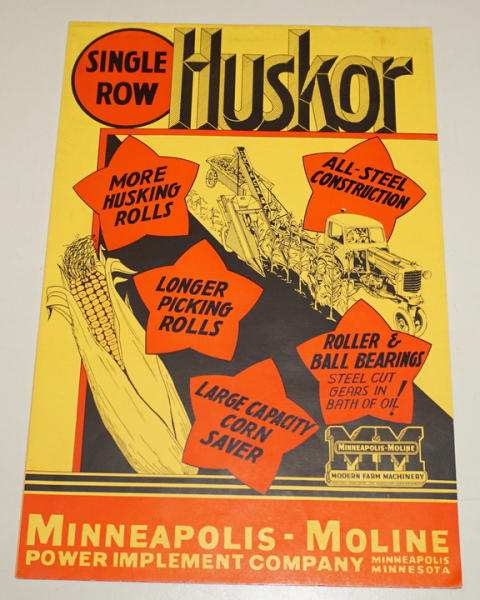 SINGLE
ROW
Huskor
MORE
HUSKING
ROLLS
ALL-STEEL
CONSTRUCTION
LONGER
PICKING
ROLLS
ROLLER &
BALL BEARINGS
STEEL CUT
GEARS IN
BATH OF OIL!
LARGE CAPACITY
CORN
SAVER
MM
MINNEAPOLIS-MOLINE
MODERN FARM MACHINERY
MINNEAPOLIS - MOLINE
POWER IMPLEMENT COMPANY MINNEAPOLIS
MINNESOTA